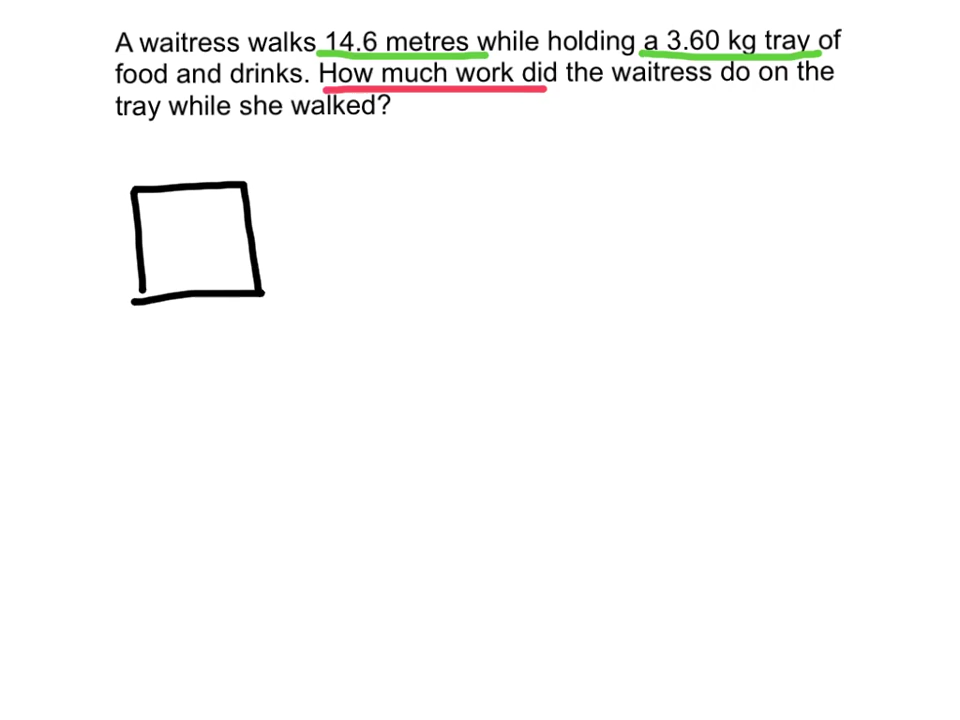 A waitress walks 14.6 metres while holding a 3.60 kg tray of
food and drinks. How much work did the waitress do on the
tray while she walked?